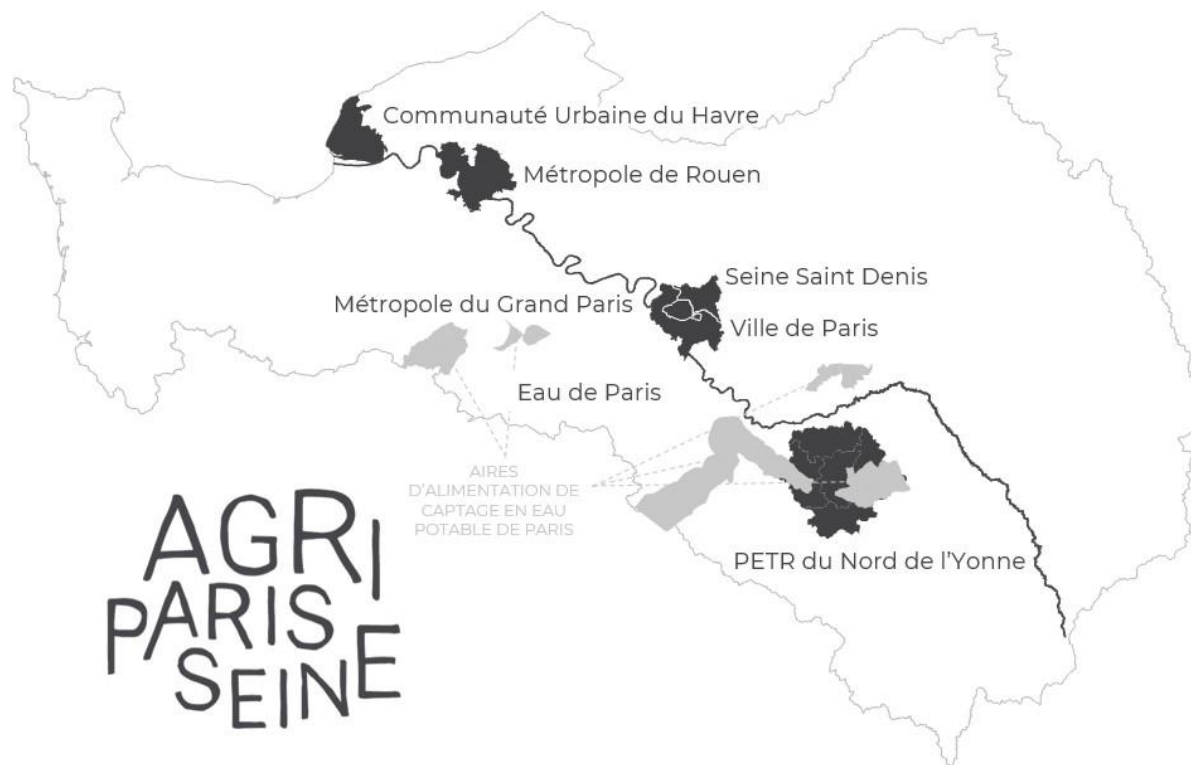 Communauté Urbaine du Havre
Métropole de Rouen
Seine Saint Denis
Métropole du Grand Paris
Ville de Paris
Eau de Paris
AIRES
D'ALIMENTATION DE
CAPTAGE EN EAU
POTABLE DE PARIS
PETR du Nord de l'Yonne
AGRI
PARIS
SEINE